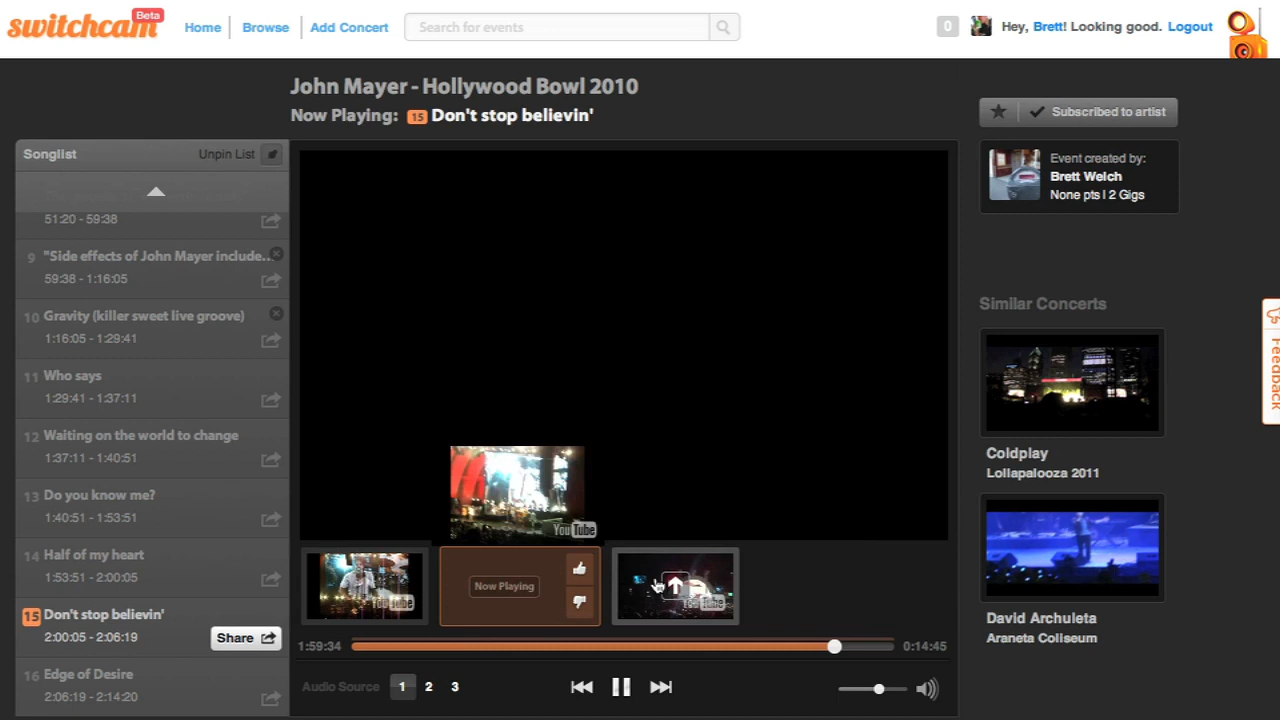 switchcam Beta
Home Browse Add Concert Search for events
0 Hey, Brett! Looking good. Logout
John Mayer - Hollywood Bowl 2010
Now Playing: 15 Don't stop believin'
Songlist Unpin List
51:20 - 59:38
9 "Side effects of John Mayer include...
59:38 - 1:16:05
10 Gravity (killer sweet live groove)
1:16:05 - 1:29:41
11 Who says
1:29:41 - 1:37:11
12 Waiting on the world to change
1:37:11 - 1:40:51
13 Do you know me?
1:40:51 - 1:53:51
14 Half of my heart
1:53:51 - 2:00:05
15 Don't stop believin'
2:00:05 - 2:06:19
Share
16 Edge of Desire
2:06:19 - 2:14:20
YouTube
YouTube
Now Playing
YouTube
1:59:34
0:14:45
Audio Source 1 2 3
Subscribed to artist
Event created by:
Brett Welch
None pts | 2 Gigs
Similar Concerts
Coldplay
Lollapalooza 2011
David Archuleta
Araneta Coliseum
Feedback